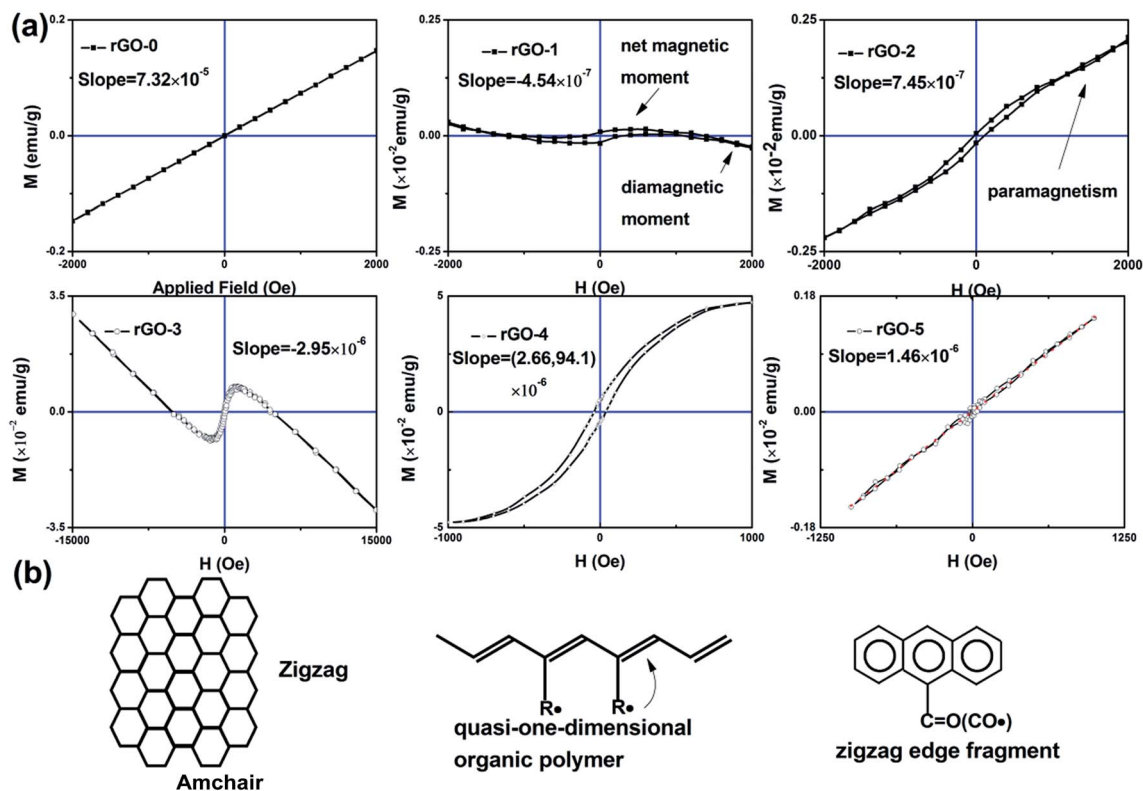 (a)
0.2
rGO-0
Slope=7.32×10⁻⁵
M (emu/g)
0.0
-0.2
-2000 0 2000
Applied Field (Oe)
0.25
rGO-1
net magnetic
moment
Slope=-4.54×10⁻⁷
M (×10⁻² emu/g)
0.00
diamagnetic
moment
-0.25
-2000 0 2000
H (Oe)
0.25
rGO-2
Slope=7.45×10⁻⁷
M (×10⁻² emu/g)
0.00
paramagnetism
-0.25
-2000 0 2000
H (Oe)
3.5
rGO-3
Slope=-2.95×10⁻⁶
M (×10⁻² emu/g)
0.0
-3.5
-15000 0 15000
H (Oe)
5
rGO-4
Slope=(2.66,94.1)
×10⁻⁶
M (×10⁻² emu/g)
0
-5
-1000 0 1000
H (Oe)
0.18
rGO-5
Slope=1.46×10⁻⁶
M (×10⁻² emu/g)
0.00
-0.18
-1250 0 1250
H (Oe)
(b)
Zigzag
Amchair
R• R•
quasi-one-dimensional
organic polymer
C=O(CO•)
zigzag edge fragment